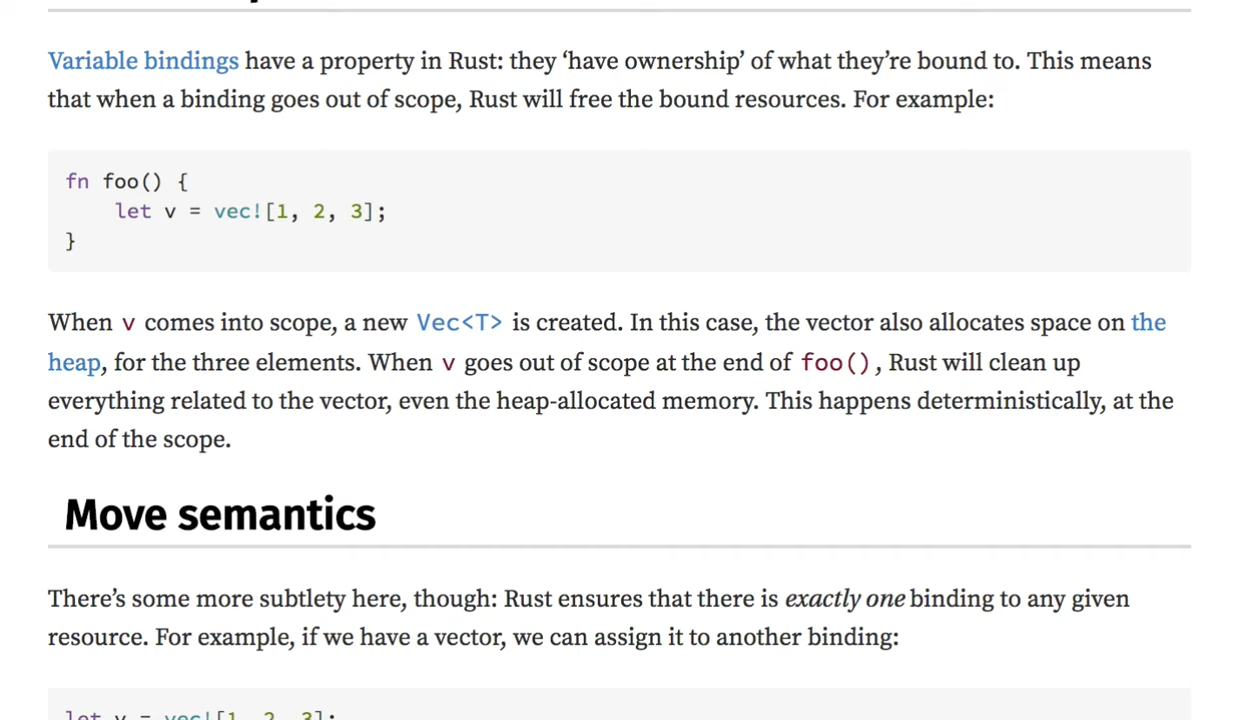 Variable bindings have a property in Rust: they ‘have ownership’ of what they’re bound to. This means
that when a binding goes out of scope, Rust will free the bound resources. For example:
fn foo() {
    let v = vec![1, 2, 3];
}
When v comes into scope, a new Vec<T> is created. In this case, the vector also allocates space on the
heap, for the three elements. When v goes out of scope at the end of foo(), Rust will clean up
everything related to the vector, even the heap-allocated memory. This happens deterministically, at the
end of the scope.
Move semantics
There’s some more subtlety here, though: Rust ensures that there is exactly one binding to any given
resource. For example, if we have a vector, we can assign it to another binding:
let v = vec![1, 2, 3];